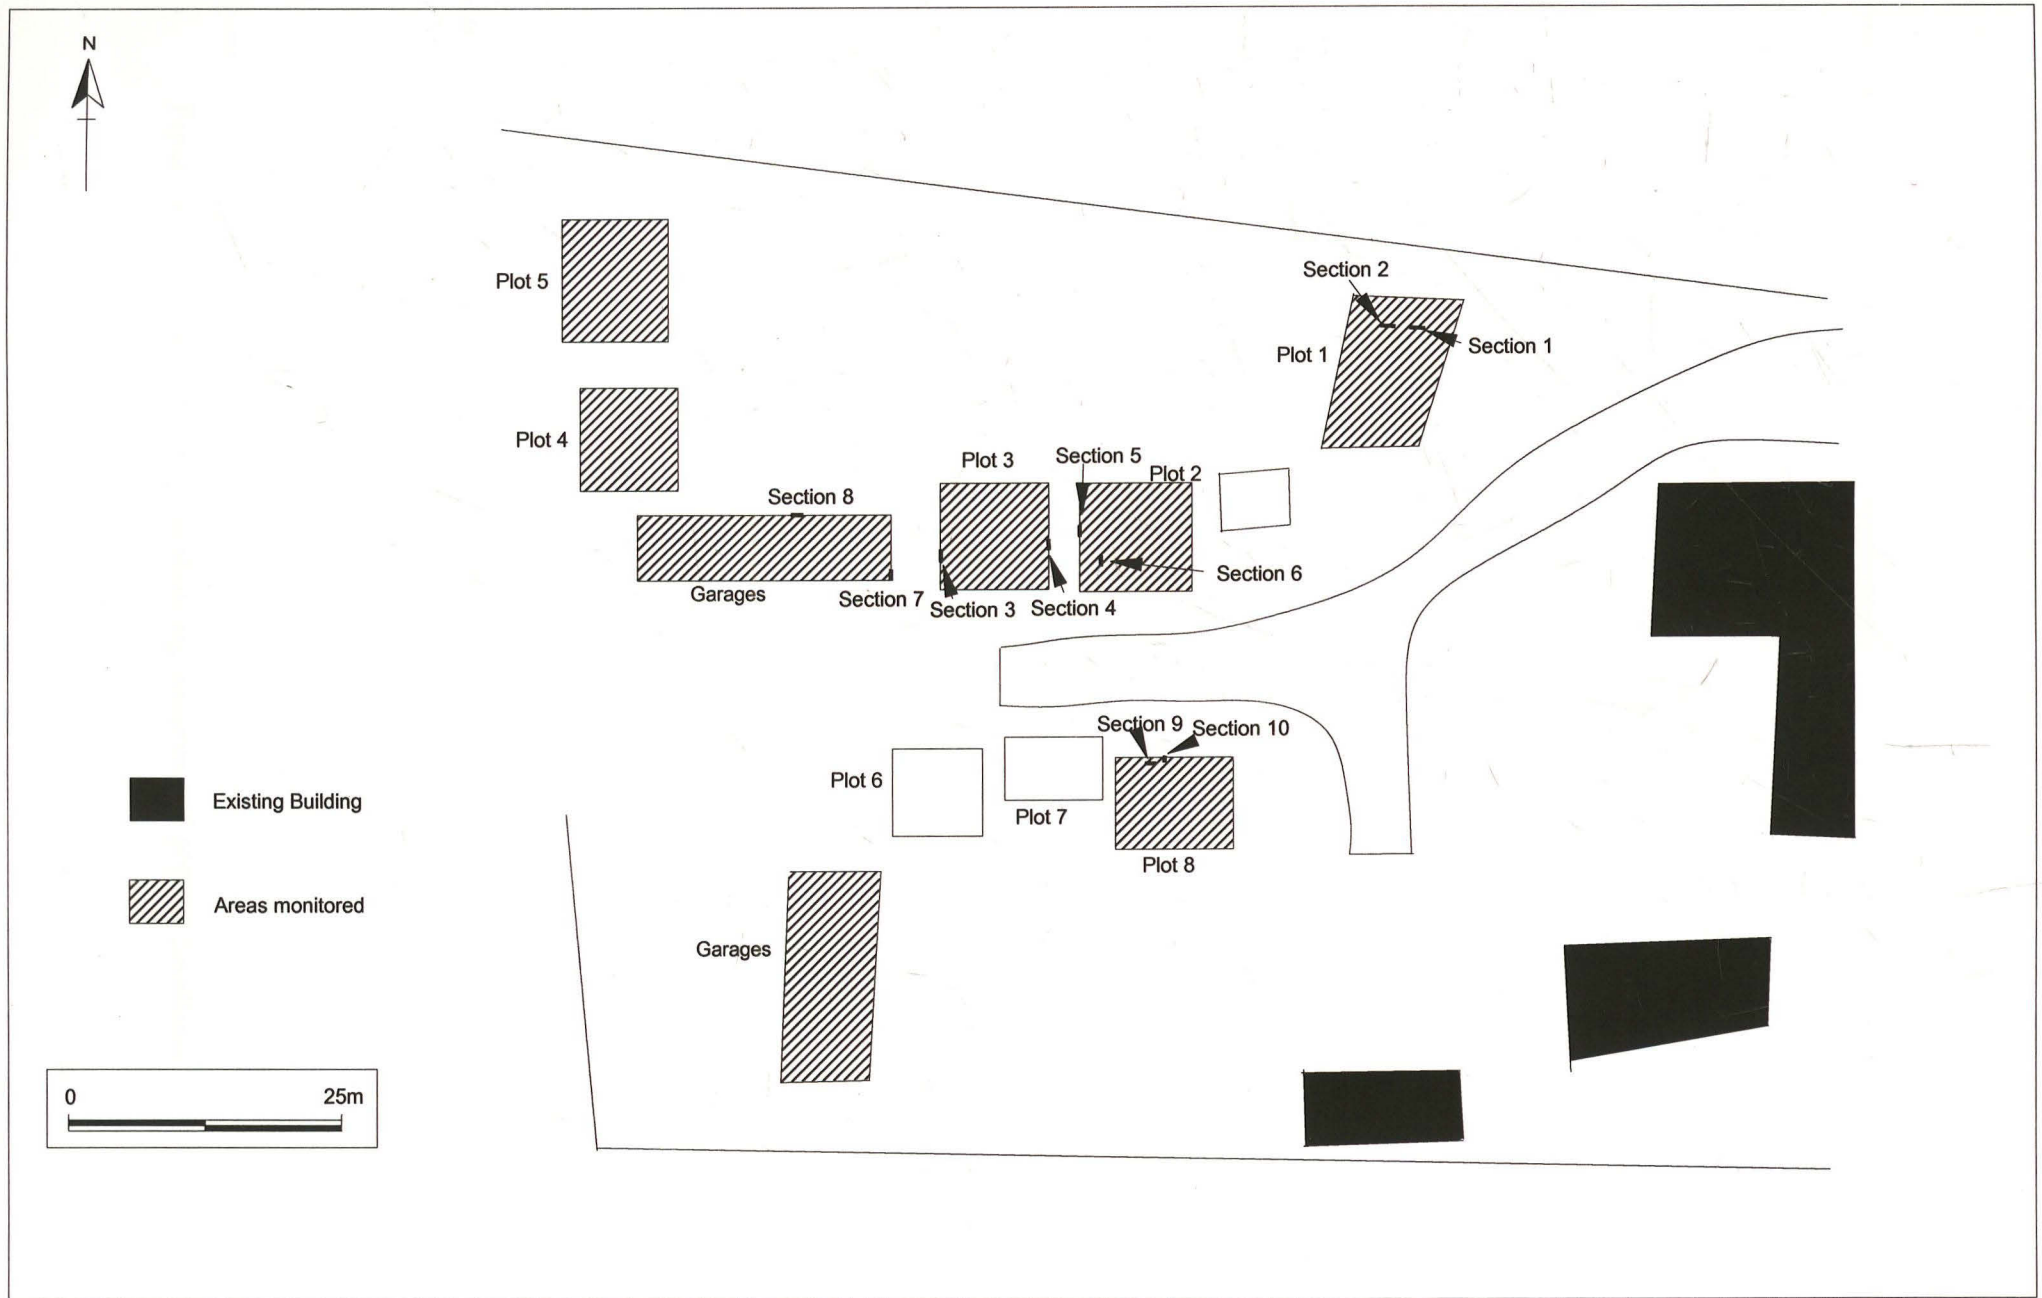 N
Section 2
Plot 5
Section 1
Plot 1
Plot 4
Section 5
Plot 3
Plot 2
Section 8
Section 6
Garages
Section 7
Section 3
Section 4
Section 9
Section 10
Plot 6
Existing Building
Plot 7
Plot 8
Areas monitored
Garages
0
25m